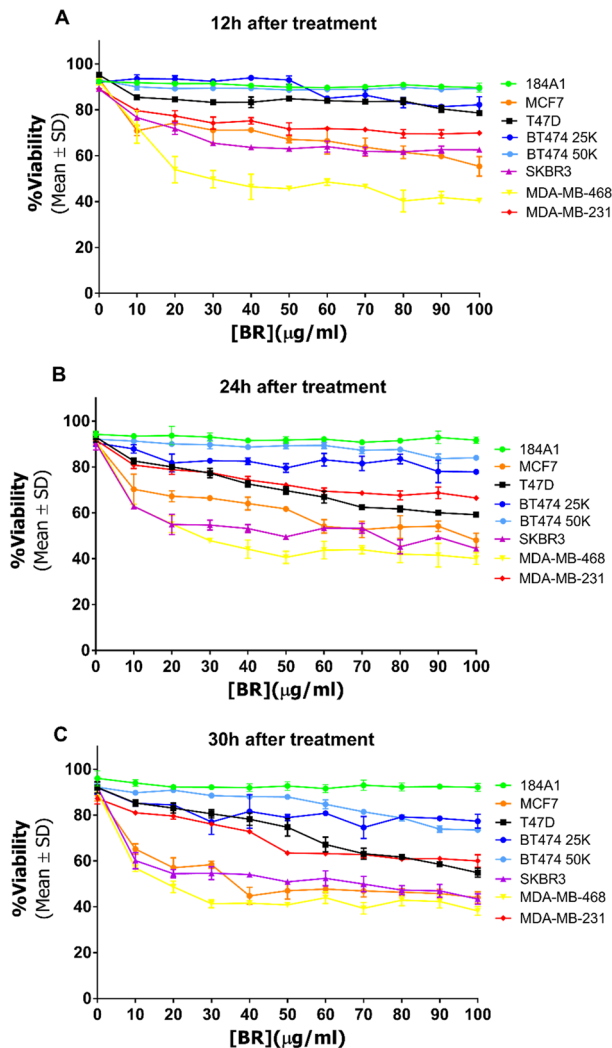 A
12h after treatment
%Viability
(Mean ± SD)
100
80
60
40
20
0
0 10 20 30 40 50 60 70 80 90 100
[BR](μg/ml)
184A1
MCF7
T47D
BT474 25K
BT474 50K
SKBR3
MDA-MB-468
MDA-MB-231
B
24h after treatment
%Viability
(Mean ± SD)
100
80
60
40
20
0
0 10 20 30 40 50 60 70 80 90 100
[BR](μg/ml)
184A1
MCF7
T47D
BT474 25K
BT474 50K
SKBR3
MDA-MB-468
MDA-MB-231
C
30h after treatment
%Viability
(Mean ± SD)
100
80
60
40
20
0
0 10 20 30 40 50 60 70 80 90 100
[BR](μg/ml)
184A1
MCF7
T47D
BT474 25K
BT474 50K
SKBR3
MDA-MB-468
MDA-MB-231